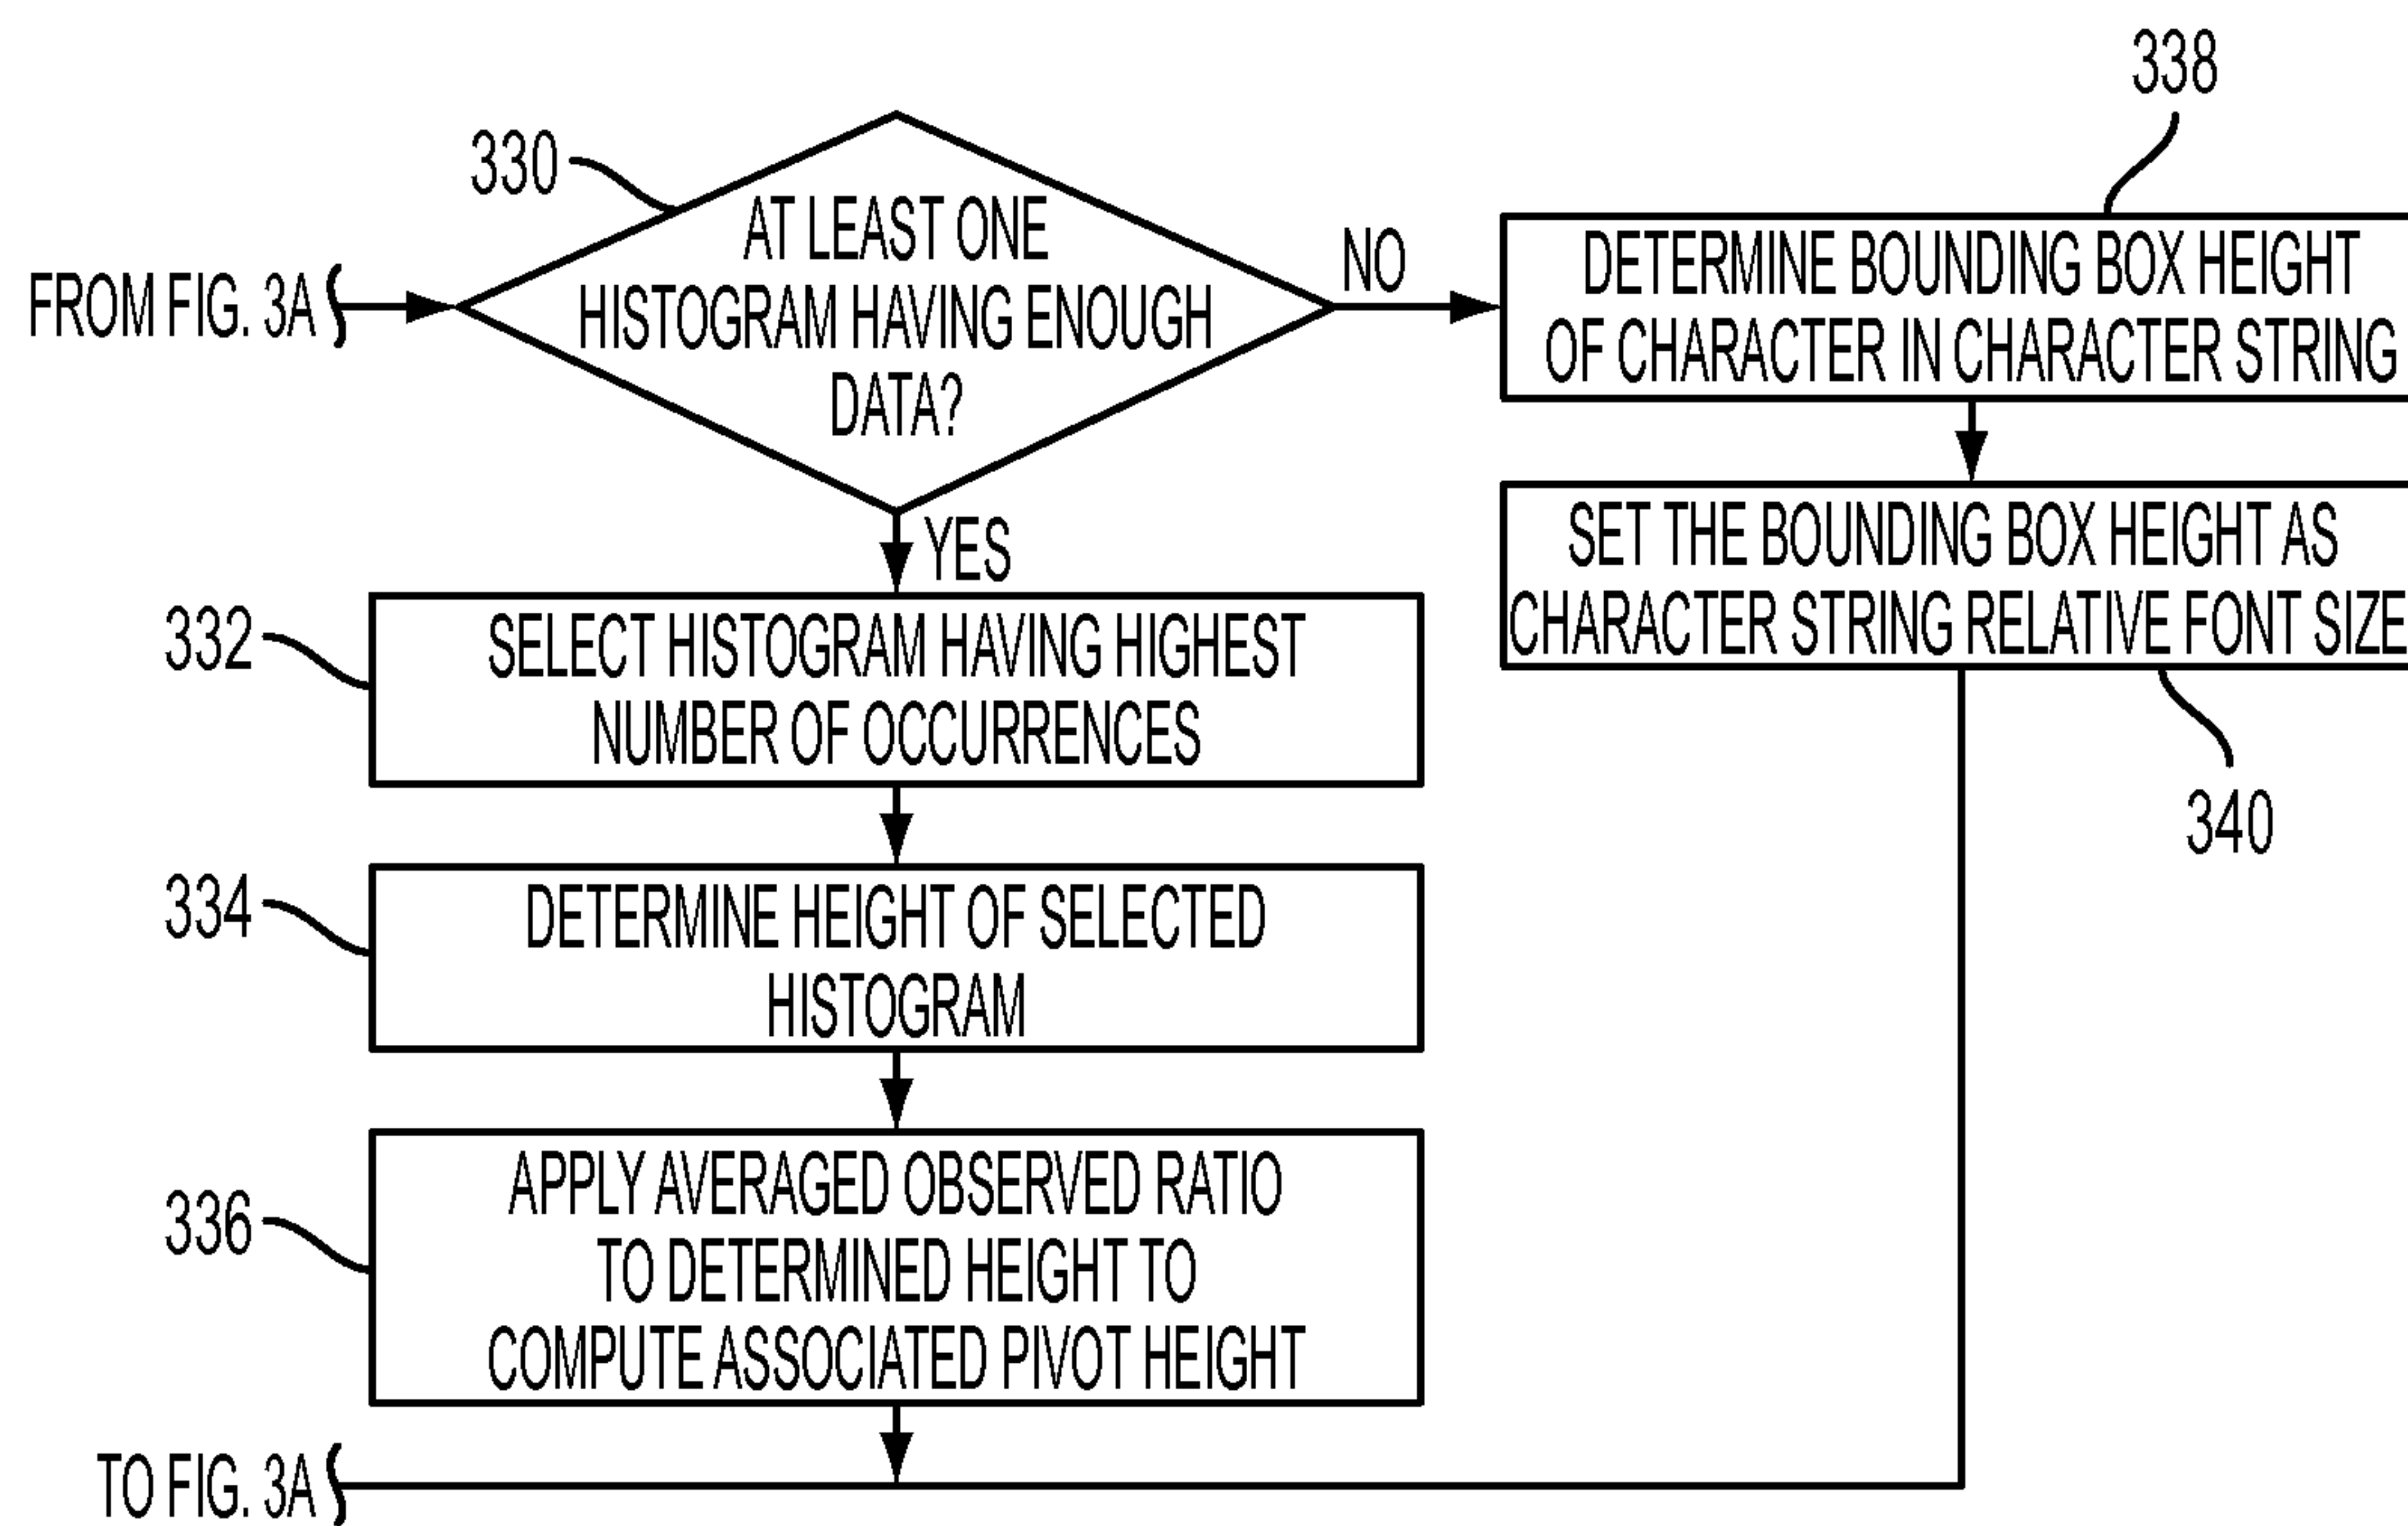 338
330
AT LEAST ONE
HISTOGRAM HAVING ENOUGH
DATA?
FROM FIG. 3A
NO
DETERMINE BOUNDING BOX HEIGHT
OF CHARACTER IN CHARACTER STRING
YES
SET THE BOUNDING BOX HEIGHT AS
CHARACTER STRING RELATIVE FONT SIZE
340
332
SELECT HISTOGRAM HAVING HIGHEST
NUMBER OF OCCURRENCES
334
DETERMINE HEIGHT OF SELECTED
HISTOGRAM
336
APPLY AVERAGED OBSERVED RATIO
TO DETERMINED HEIGHT TO
COMPUTE ASSOCIATED PIVOT HEIGHT
TO FIG. 3A